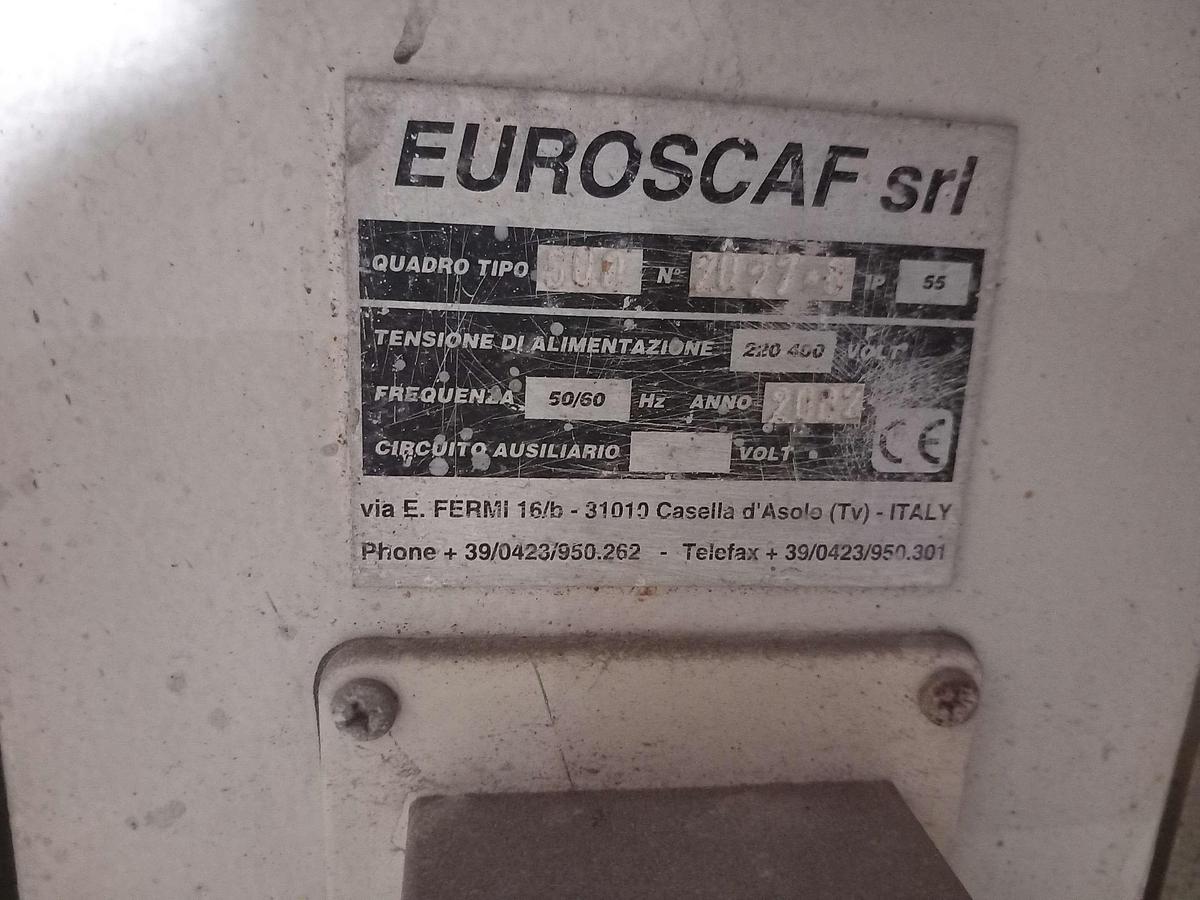 EUROSCAF srl
QUADRO TIPO 500 N° IP 55
TENSIONE DI ALIMENTAZIONE 220 400 VOLT
FREQUENZA 50/60 Hz ANNO
CIRCUITO AUSILIARIO VOLT CE
via E. FERMI 16/b - 31010 Casella d'Asolo (Tv) - ITALY
Phone + 39/0423/950.262 - Telefax + 39/0423/950.301